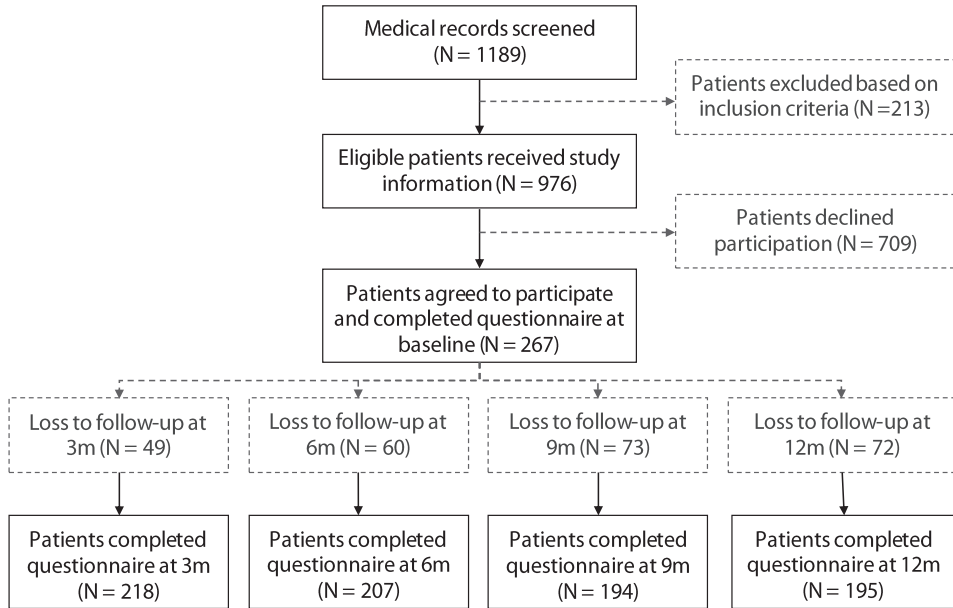 Medical records screened
(N = 1189)
Patients excluded based on
inclusion criteria (N =213)
Eligible patients received study
information (N = 976)
Patients declined
participation (N = 709)
Patients agreed to participate
and completed questionnaire at
baseline (N = 267)
Loss to follow-up at
3m (N = 49)
Loss to follow-up at
6m (N = 60)
Loss to follow-up at
9m (N = 73)
Loss to follow-up at
12m (N = 72)
Patients completed
questionnaire at 3m
(N = 218)
Patients completed
questionnaire at 6m
(N = 207)
Patients completed
questionnaire at 9m
(N = 194)
Patients completed
questionnaire at 12m
(N = 195)